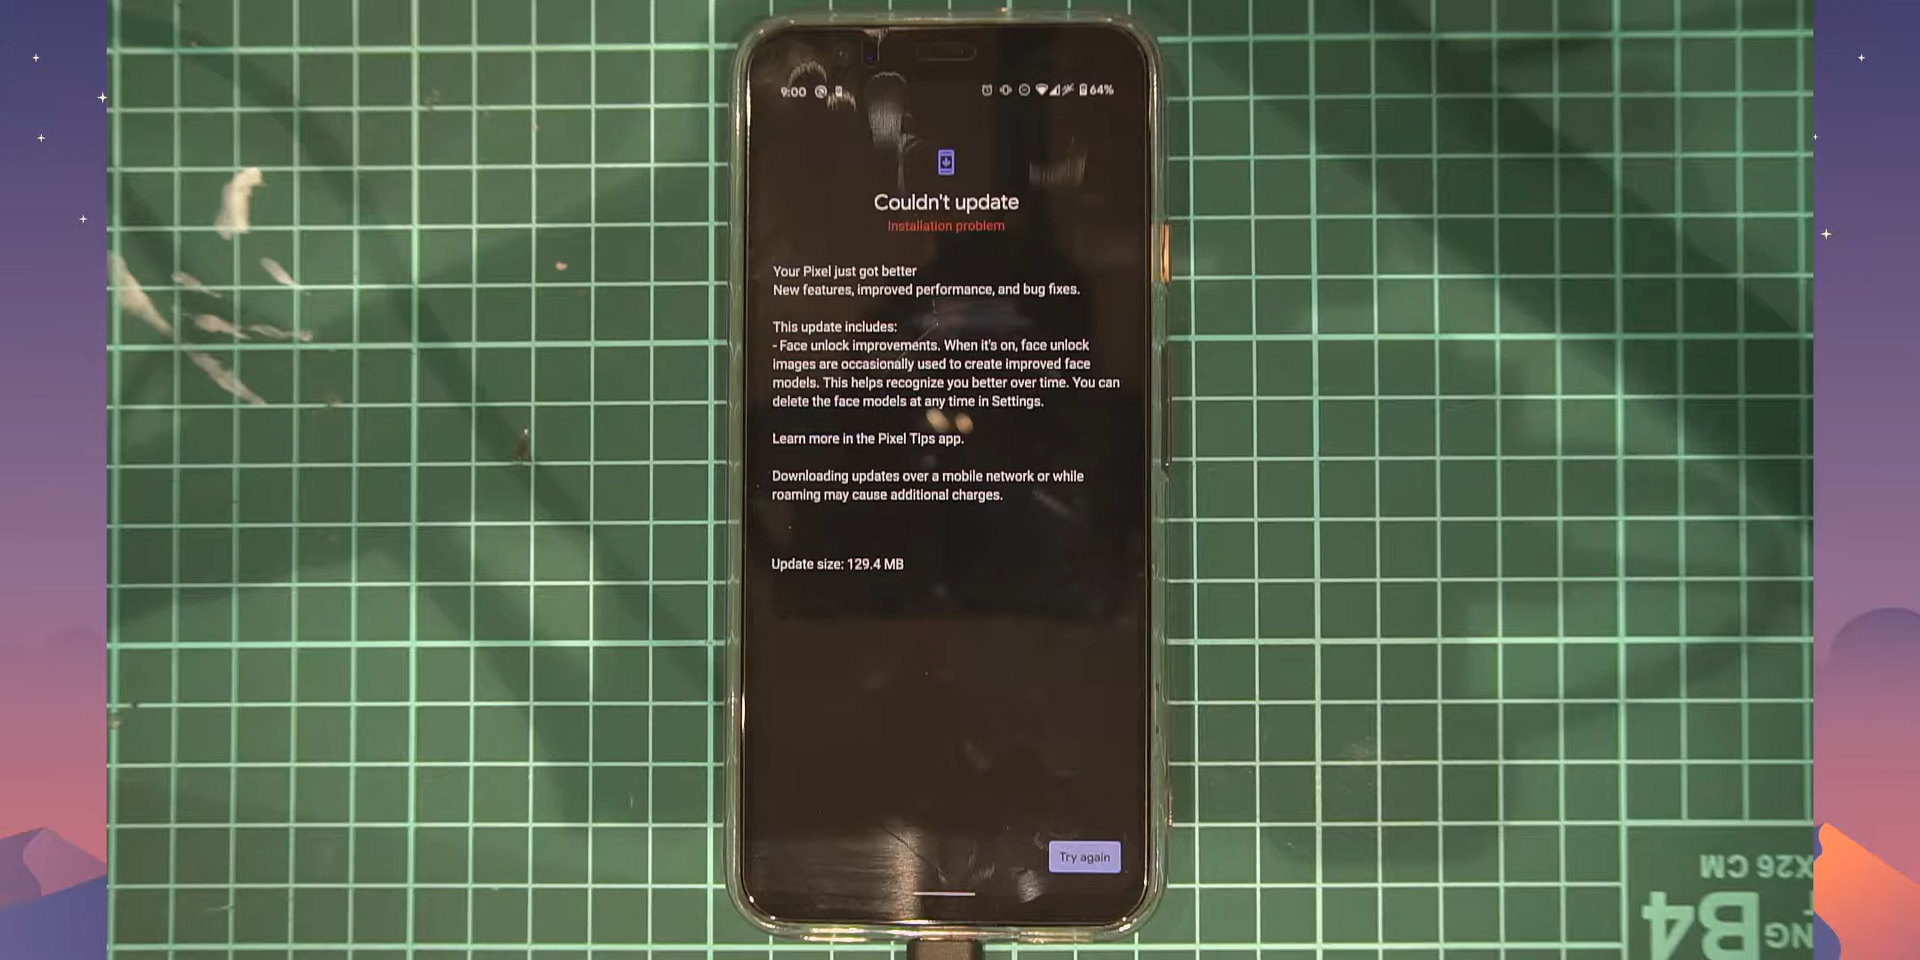 9:00
64%
Couldn't update
Installation problem
Your Pixel just got better
New features, improved performance, and bug fixes.
This update includes:
- Face unlock improvements. When it's on, face unlock
images are occasionally used to create improved face
models. This helps recognize you better over time. You can
delete the face models at any time in Settings.
Learn more in the Pixel Tips app.
Downloading updates over a mobile network or while
roaming may cause additional charges.
Update size: 129.4 MB
Try again
X26 CM
B4
NG